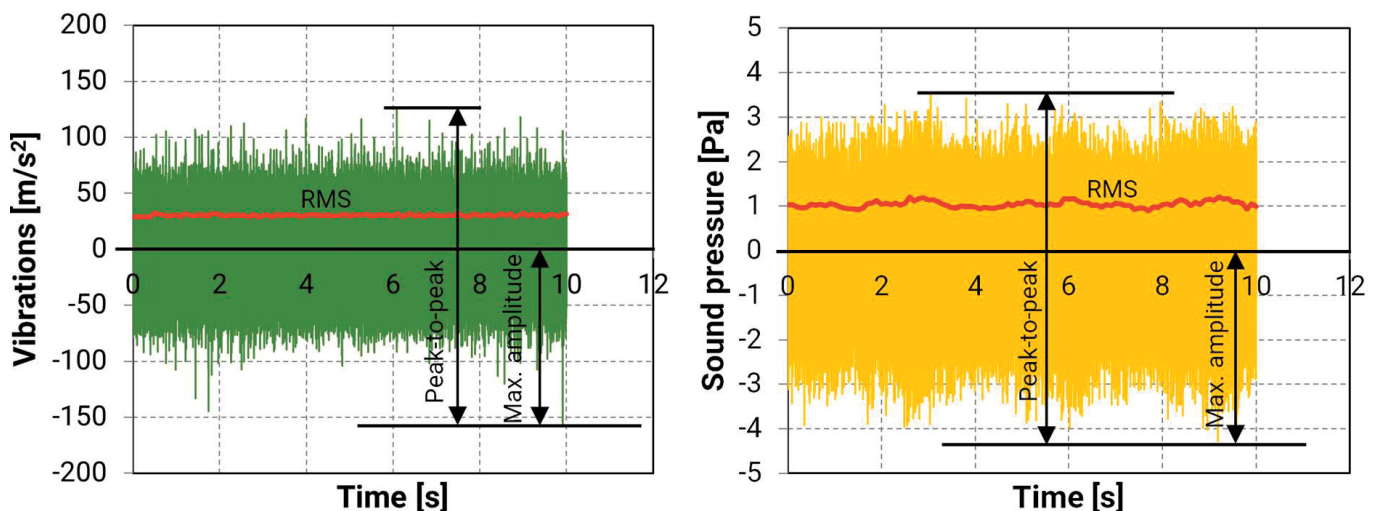 200
150
100
50
0
-50
-100
-150
-200
Vibrations [m/s²]
RMS
0 2 4 6 8 10 12
Peak-to-peak
Max. amplitude
Time [s]
5
4
3
2
1
0
-1
-2
-3
-4
-5
Sound pressure [Pa]
RMS
0 2 4 6 8 10 12
Peak-to-peak
Max. amplitude
Time [s]